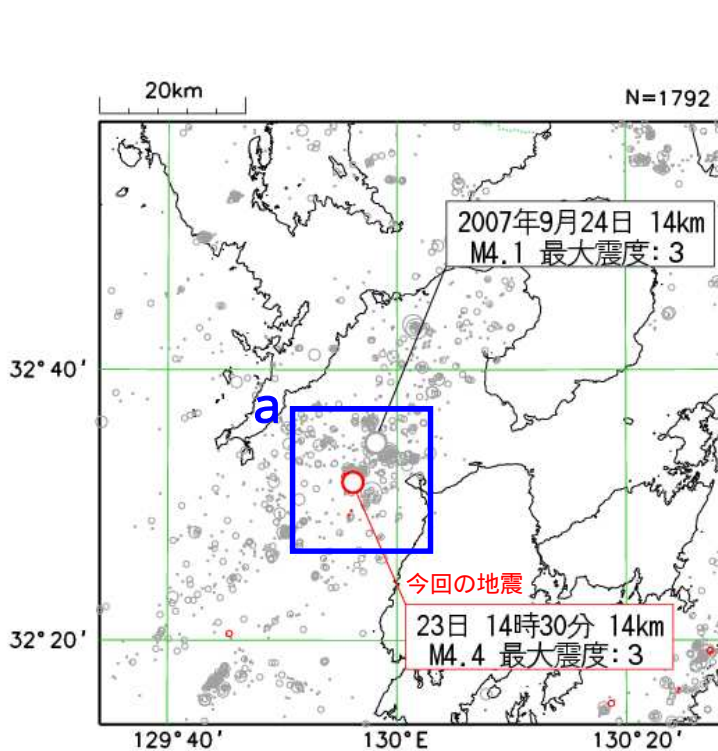 20km
N=1792
2007年9月24日 14km
M4.1 最大震度:3
32°40′
a
今回の地震
23日 14時30分 14km
M4.4 最大震度:3
32°20′
129°40′
130°E
130°20′